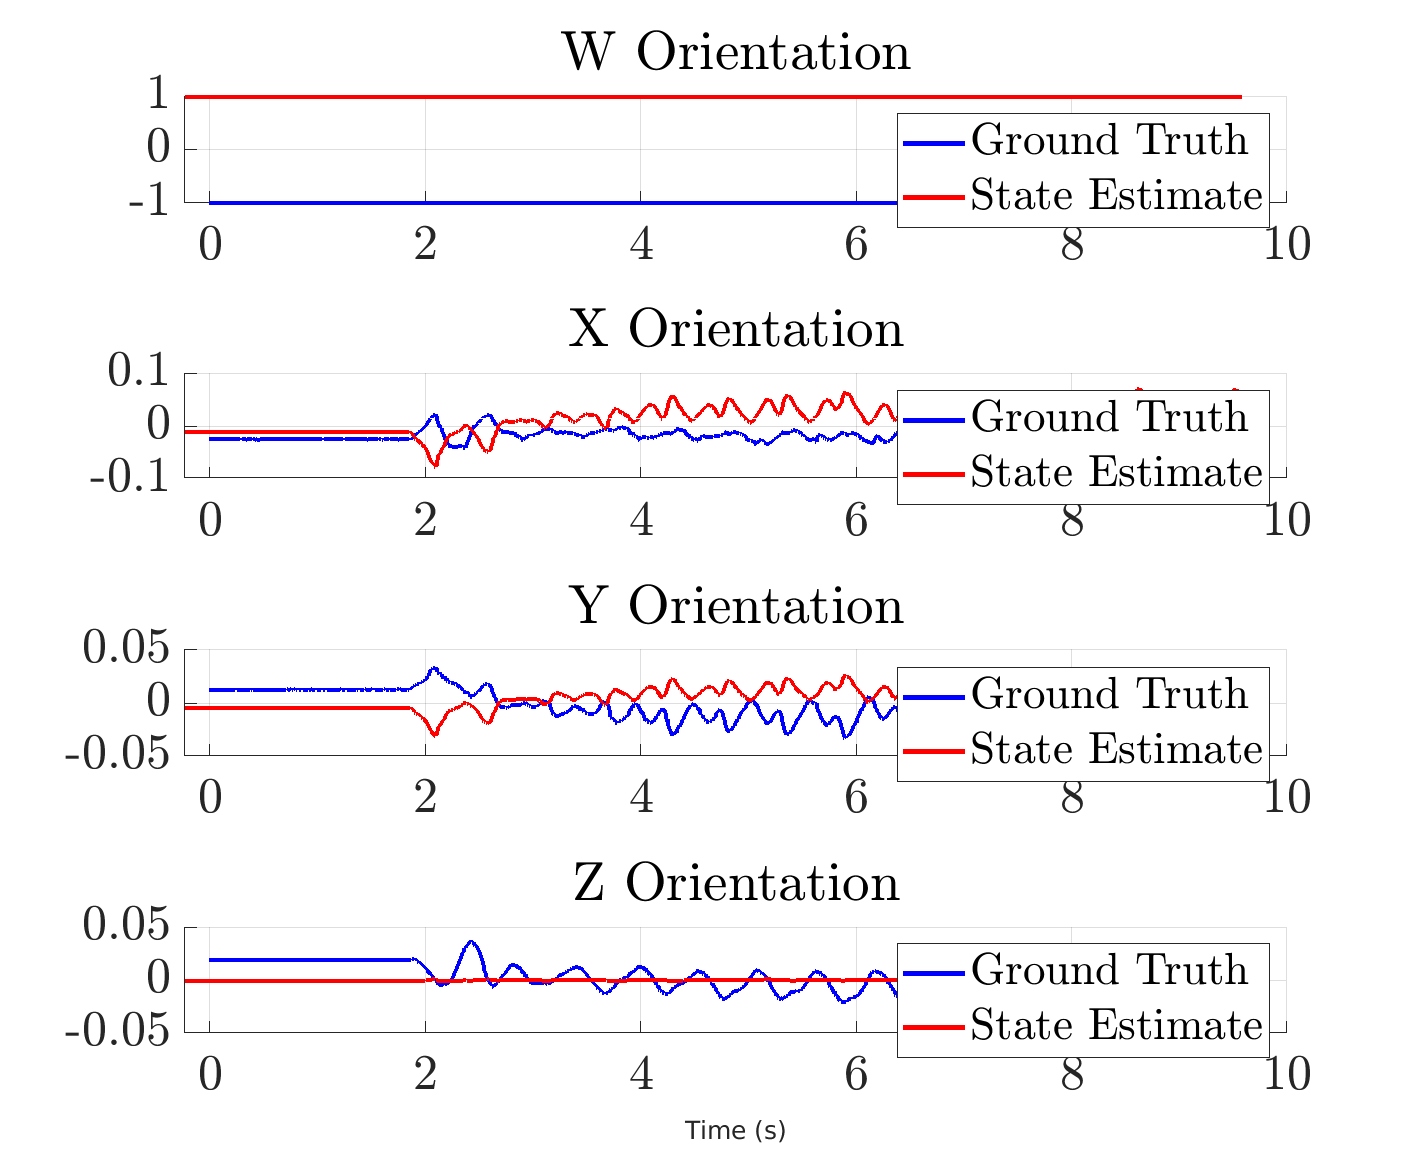 W Orientation
1
0
-1
Ground Truth
State Estimate
0 2 4 6 8 10
X Orientation
0.1
0
-0.1
Ground Truth
State Estimate
0 2 4 6 8 10
Y Orientation
0.05
0
-0.05
Ground Truth
State Estimate
0 2 4 6 8 10
Z Orientation
0.05
0
-0.05
Ground Truth
State Estimate
0 2 4 6 8 10
Time (s)